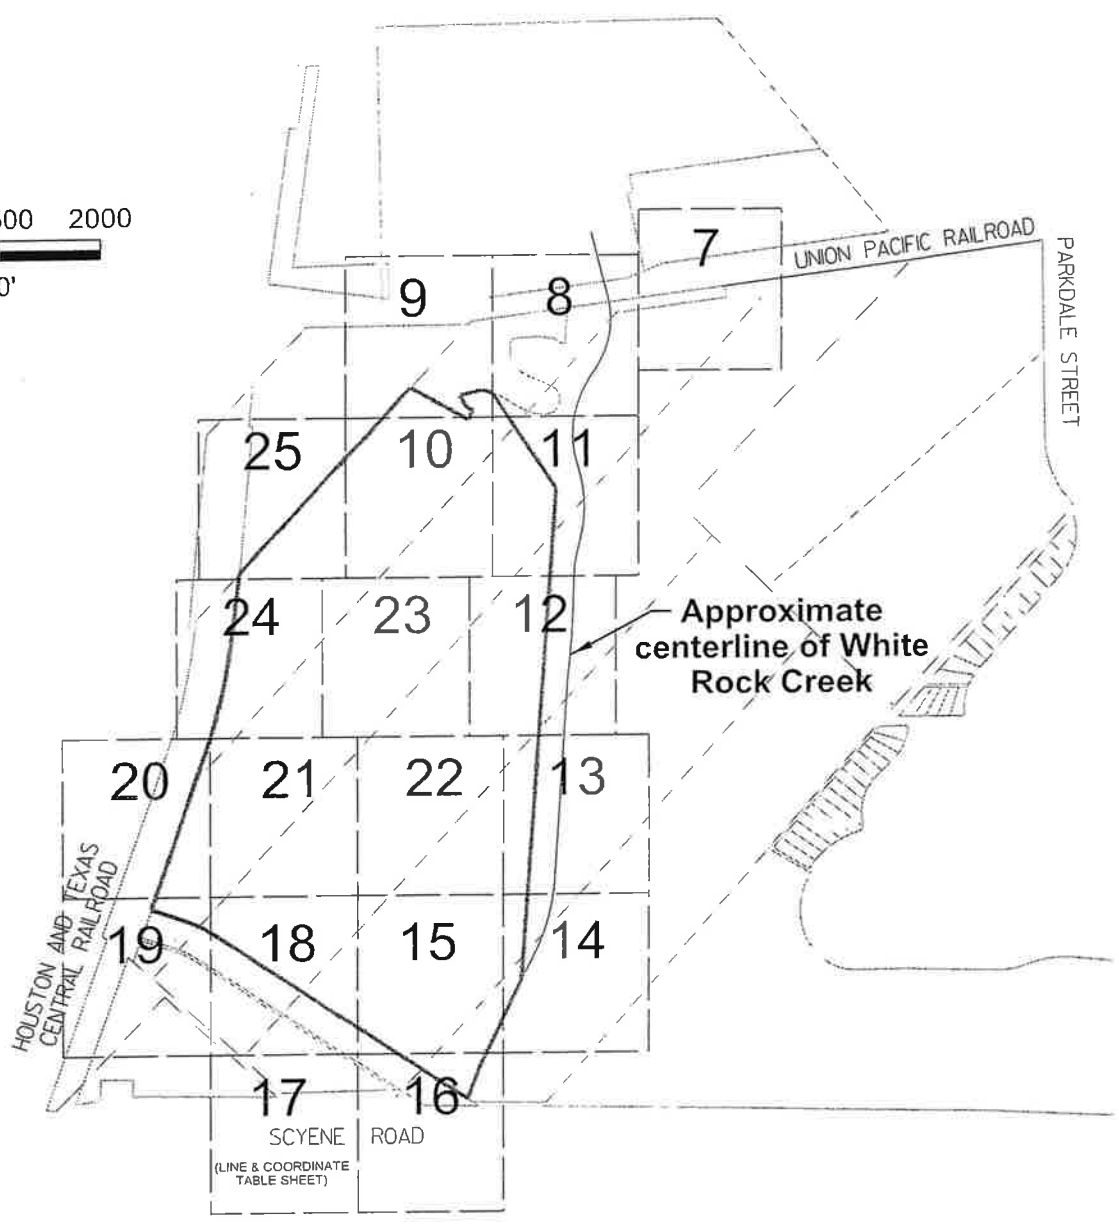 2000
0'
7
UNION PACIFIC RAILROAD
PARKDALE STREET
9
8
25
10
11
24
23
12
Approximate
centerline of White
Rock Creek
20
21
22
13
HOUSTON AND TEXAS
CENTRAL RAILROAD
19
18
15
14
17
16
SCYENE ROAD
(LINE & COORDINATE
TABLE SHEET)